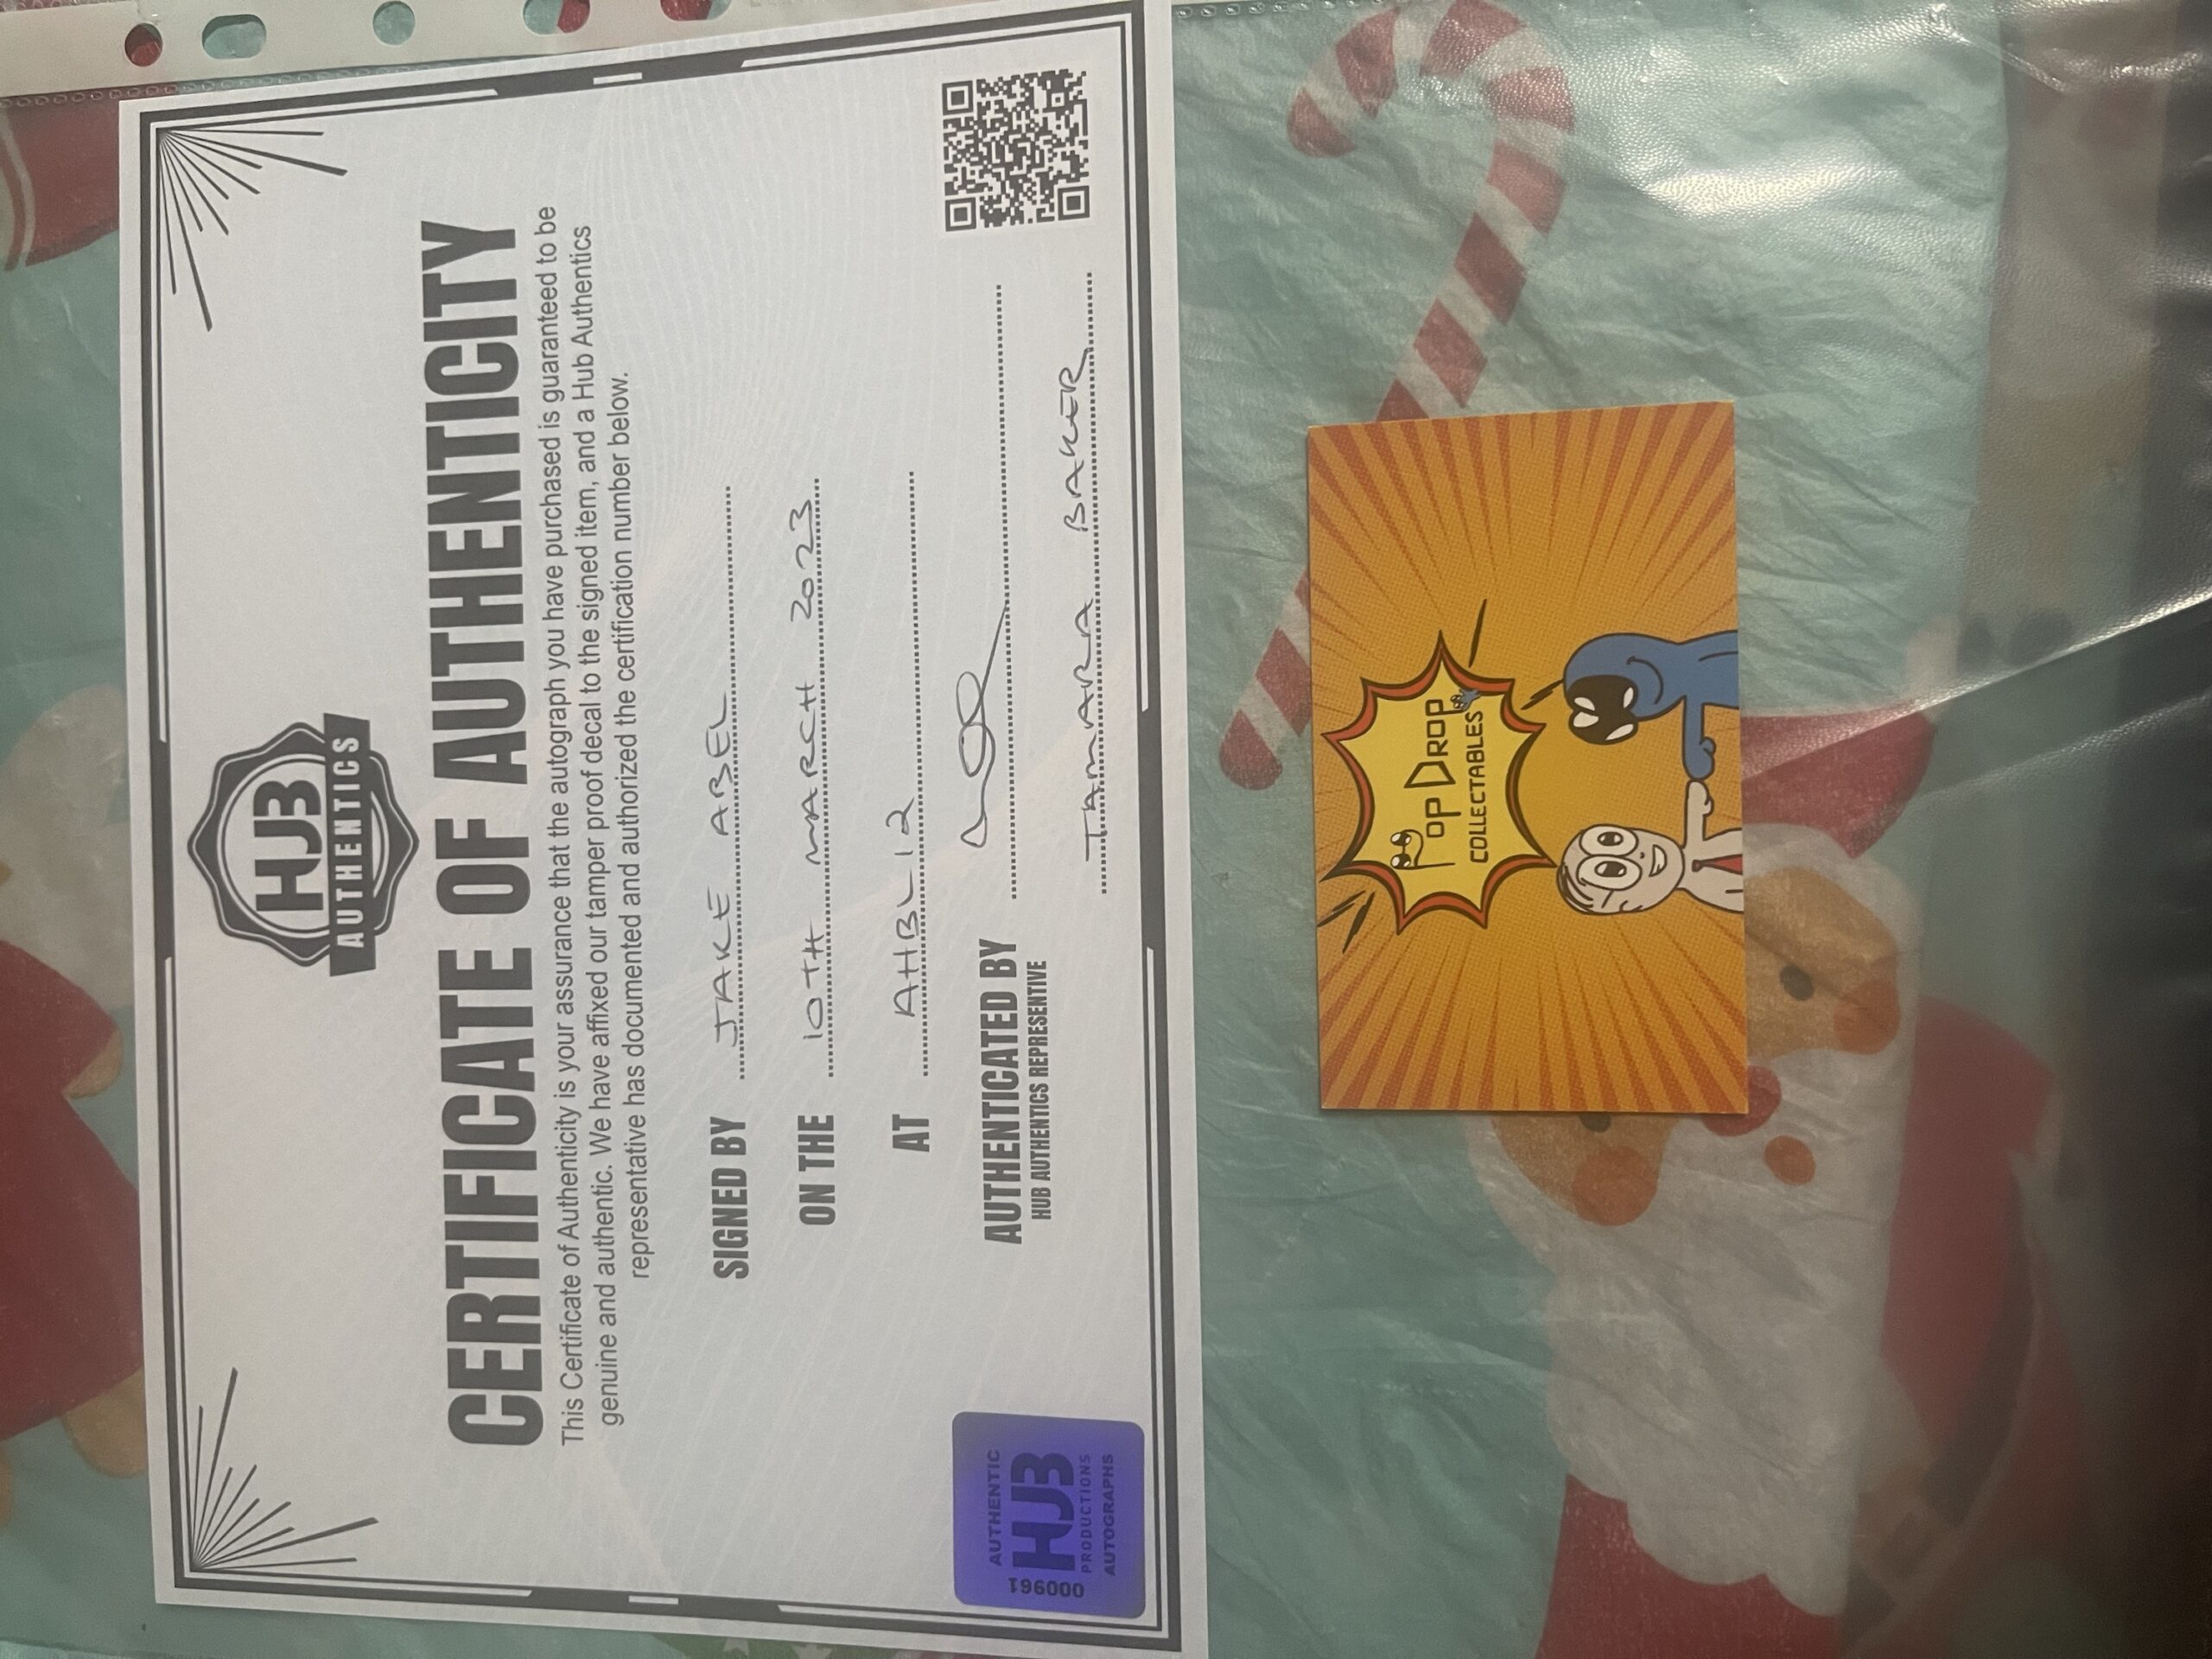 HUB
AUTHENTICS
CERTIFICATE OF AUTHENTICITY
This Certificate of Authenticity is your assurance that the autograph you have purchased is guaranteed to be
genuine and authentic. We have affixed our tamper proof decal to the signed item, and a Hub Authentics
representative has documented and authorized the certification number below.
SIGNED BY JAKE ABEL
ON THE 10TH MARCH 2023
AT AHBL12
AUTHENTICATED BY
HUB AUTHENTICS REPRESENTIVE
TAMARA BAKER
000961
AUTHENTIC
HUB
PRODUCTIONS
AUTOGRAPHS
Pop Drop
COLLECTABLES